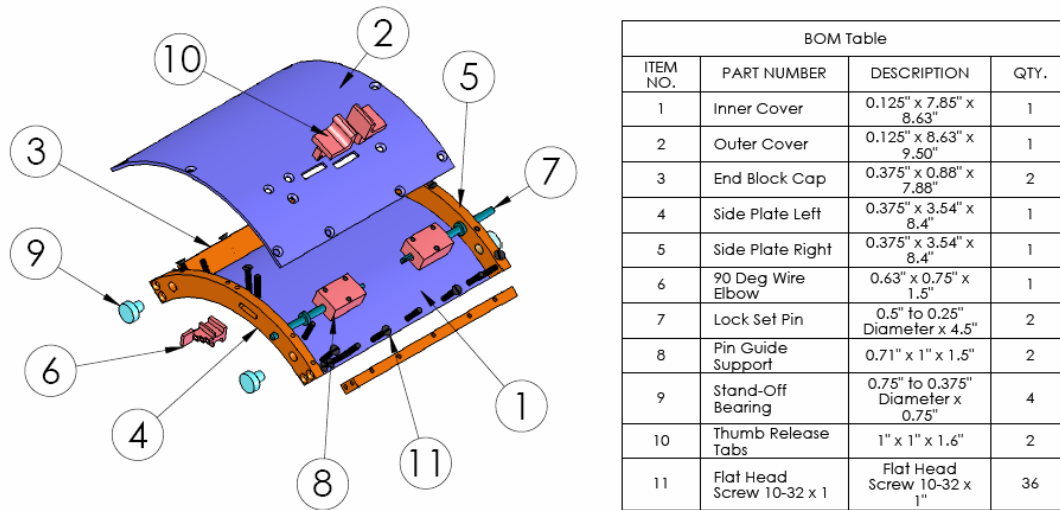 2
10
5
3
7
9
6
4
1
11
8
BOM Table
ITEM NO. PART NUMBER DESCRIPTION QTY.
1 Inner Cover 0.125" x 7.85" x 8.63" 1
2 Outer Cover 0.125" x 8.63" x 9.50" 1
3 End Block Cap 0.375" x 0.88" x 7.88" 2
4 Side Plate Left 0.375" x 3.54" x 8.4" 1
5 Side Plate Right 0.375" x 3.54" x 8.4" 1
6 90 Deg Wire Elbow 0.63" x 0.75" x 1.5" 1
7 Lock Set Pin 0.5" to 0.25" Diameter x 4.5" 2
8 Pin Guide Support 0.71" x 1" x 1.5" 2
9 Stand-Off Bearing 0.75" to 0.375" Diameter x 0.75" 4
10 Thumb Release Tabs 1" x 1" x 1.6" 2
11 Flat Head Screw 10-32 x 1 Flat Head Screw 10-32 x 1" 36